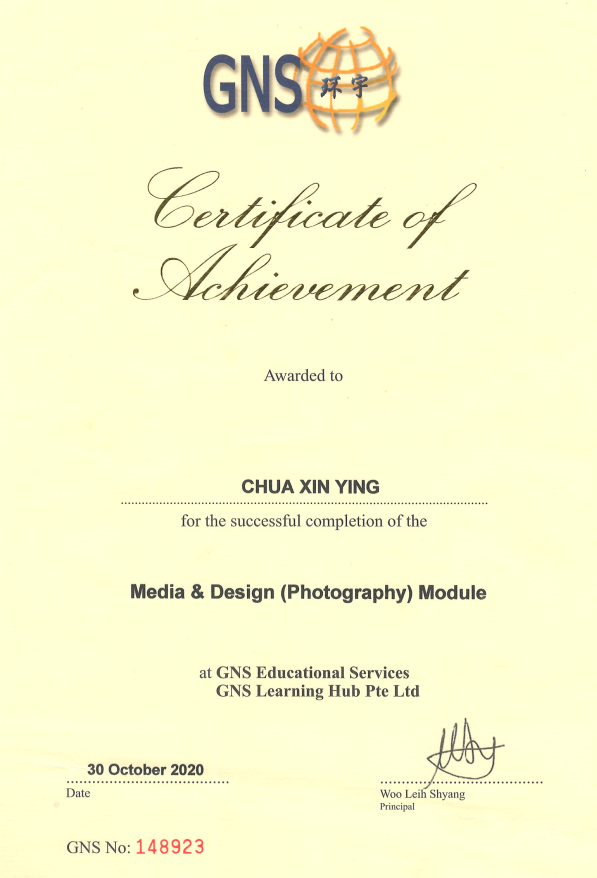 GNS 环宇
Certificate of
Achievement
Awarded to
CHUA XIN YING
for the successful completion of the
Media & Design (Photography) Module
at GNS Educational Services
GNS Learning Hub Pte Ltd
30 October 2020
Date
Woo Leih Shyang
Principal
GNS No: 148923